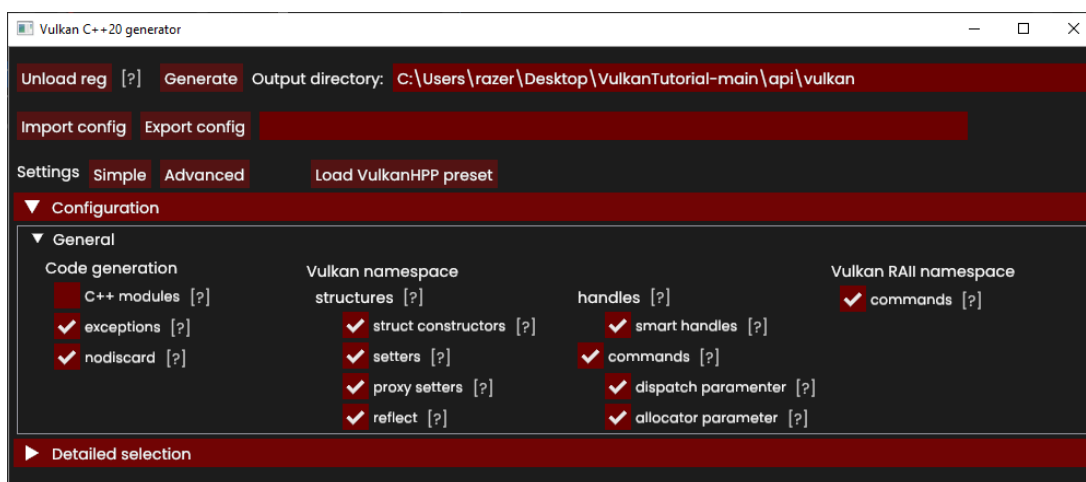 Vulkan C++20 generator
Unload reg [?] Generate Output directory: C:\Users\razer\Desktop\VulkanTutorial-main\api\vulkan
Import config Export config
Settings Simple Advanced Load VulkanHPP preset
Configuration
General
Code generation Vulkan namespace Vulkan RAII namespace
C++ modules [?] structures [?] handles [?] commands [?]
exceptions [?] struct constructors [?] smart handles [?]
nodiscard [?] setters [?] commands [?]
proxy setters [?] dispatch paramenter [?]
reflect [?] allocator parameter [?]
Detailed selection